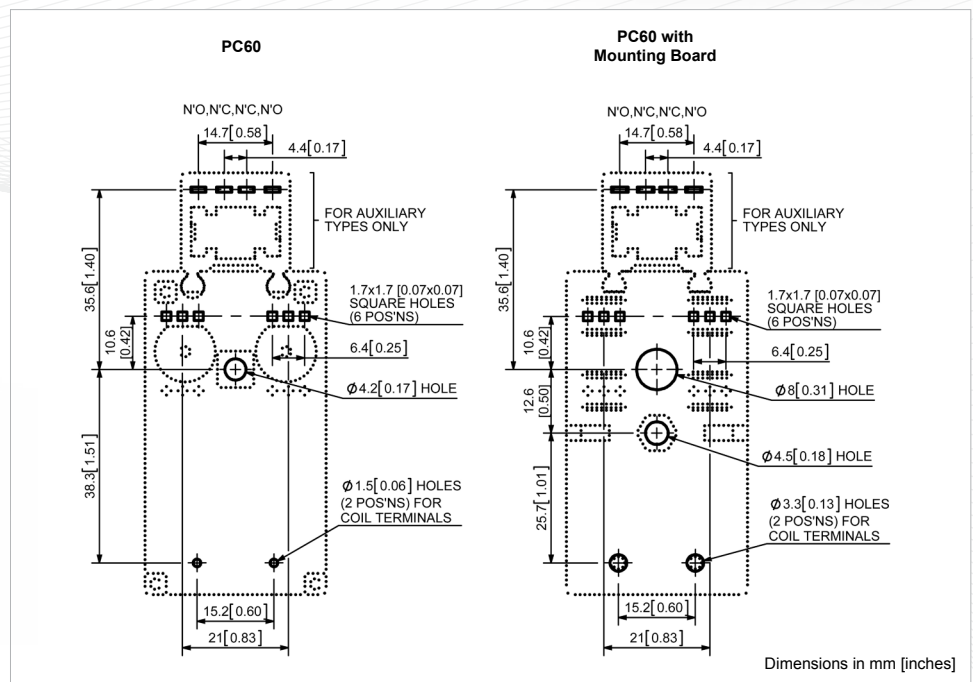 PC60
N'O,N'C,N'C,N'O
14.7[0.58]
4.4[0.17]
FOR AUXILIARY
TYPES ONLY
35.6[1.40]
1.7x1.7 [0.07x0.07]
SQUARE HOLES
(6 POS'NS)
10.6
[0.42]
6.4[0.25]
Ø4.2[0.17] HOLE
38.3[1.51]
Ø1.5[0.06] HOLES
(2 POS'NS) FOR
COIL TERMINALS
15.2[0.60]
21[0.83]
PC60 with
Mounting Board
N'O,N'C,N'C,N'O
14.7[0.58]
4.4[0.17]
FOR AUXILIARY
TYPES ONLY
35.6[1.40]
1.7x1.7 [0.07x0.07]
SQUARE HOLES
(6 POS'NS)
10.6
[0.42]
6.4[0.25]
Ø8[0.31] HOLE
12.6
[0.50]
Ø4.5[0.18] HOLE
25.7[1.01]
Ø3.3[0.13] HOLES
(2 POS'NS) FOR
COIL TERMINALS
15.2[0.60]
21[0.83]
Dimensions in mm [inches]